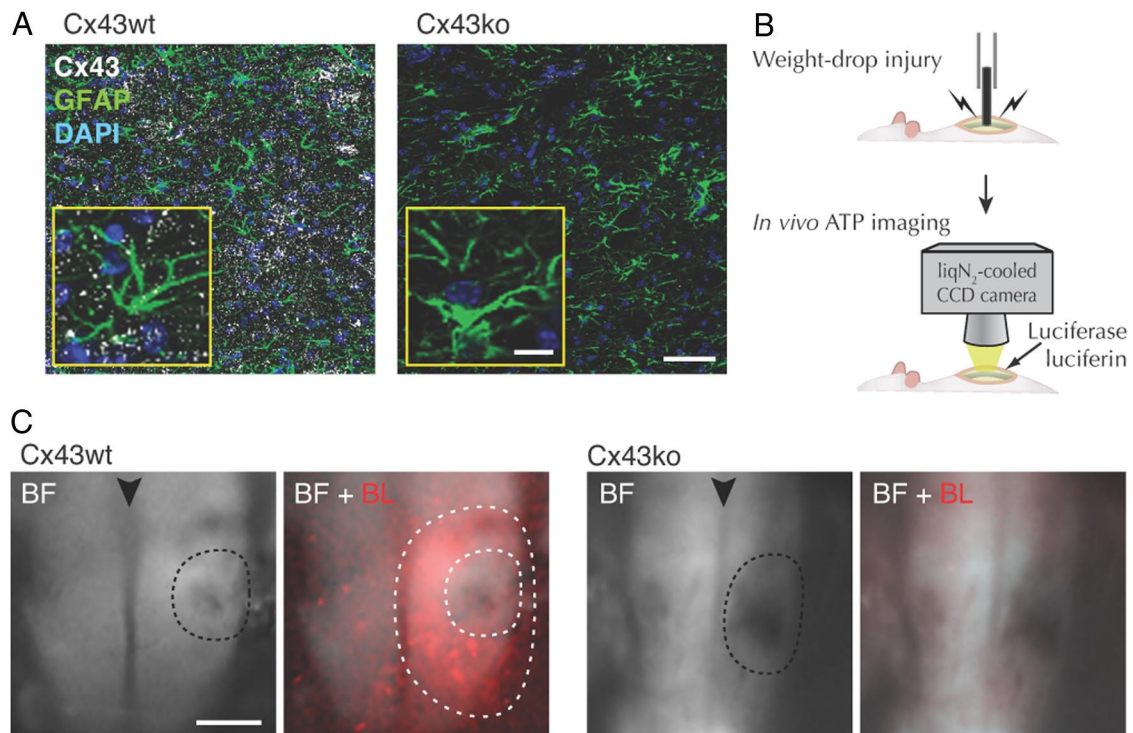 A
Cx43wt
Cx43
GFAP
DAPI
Cx43ko
B
Weight-drop injury
In vivo ATP imaging
liqN₂-cooled
CCD camera
Luciferase
luciferin
C
Cx43wt
BF
BF + BL
Cx43ko
BF
BF + BL